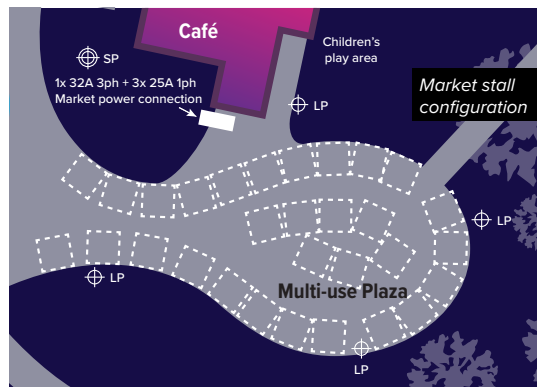 Café
Children's
play area
SP
1x 32A 3ph + 3x 25A 1ph
Market power connection
Market stall
configuration
LP
LP
LP
Multi-use Plaza
LP